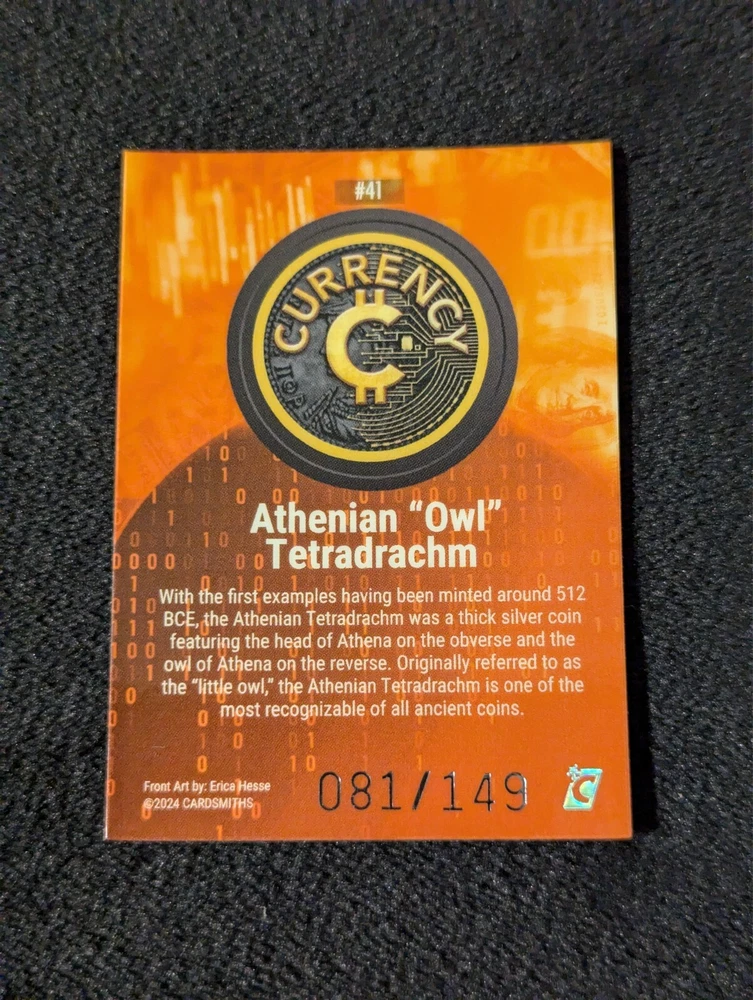 #41
CURRENCY
Athenian “Owl”
Tetradrachm
With the first examples having been minted around 512
BCE, the Athenian Tetradrachm was a thick silver coin
featuring the head of Athena on the obverse and the
owl of Athena on the reverse. Originally referred to as
the “little owl,” the Athenian Tetradrachm is one of the
most recognizable of all ancient coins.
Front Art by: Erica Hesse
©2024 CARDSMITHS
081/149
C